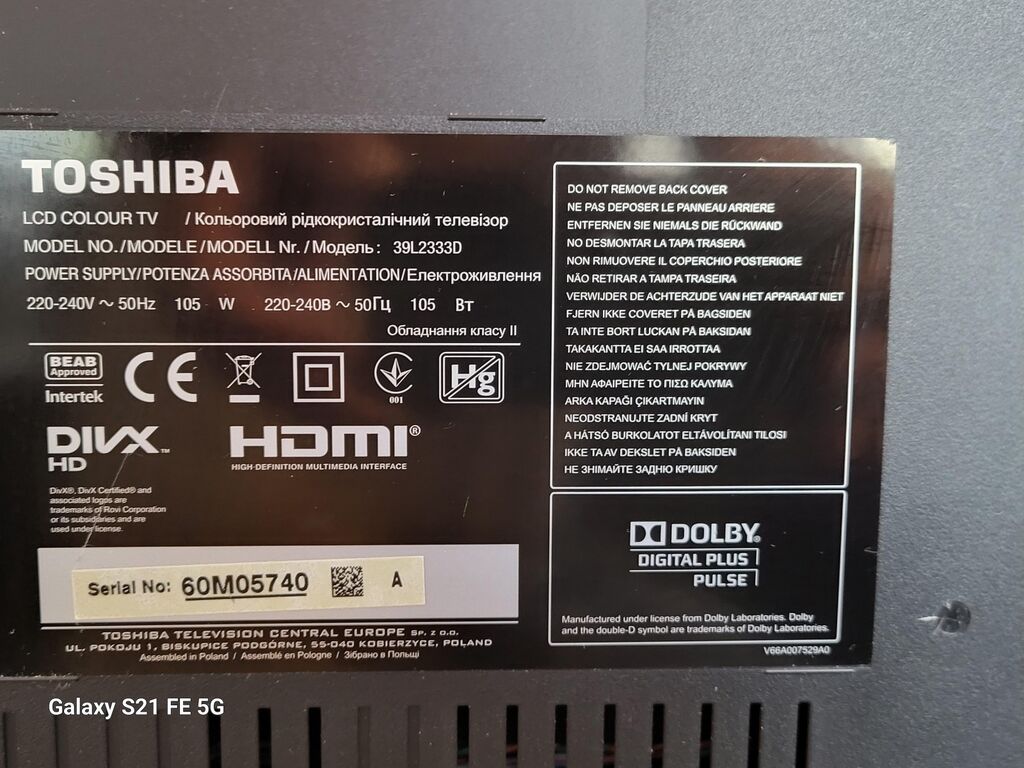 TOSHIBA
LCD COLOUR TV / Кольоровий рідкокристалічний телевізор
MODEL NO./MODELE/MODELL Nr./Модель: 39L2333D
POWER SUPPLY/POTENZA ASSORBITA/ALIMENTATION/Електроживлення
220-240V ~ 50Hz 105 W 220-240В ~ 50Гц 105 Вт
Обладнання класу II
BEAB
Approved
Intertek
CE
001
Hg
DIVX™
HD
HDMI®
HIGH-DEFINITION MULTIMEDIA INTERFACE
DivX®, DivX Certified® and
associated logos are
trademarks of Rovi Corporation
or its subsidiaries and are
used under license.
Serial No: 60M05740 A
TOSHIBA TELEVISION CENTRAL EUROPE SP. Z O.O.
UL. POKOJU 1, BISKUPICE PODGÓRNE, 55-040 KOBIERZYCE, POLAND
Assembled in Poland / Assemblé en Pologne / Зібрано в Польщі
DO NOT REMOVE BACK COVER
NE PAS DEPOSER LE PANNEAU ARRIERE
ENTFERNEN SIE NIEMALS DIE RÜCKWAND
NO DESMONTAR LA TAPA TRASERA
NON RIMUOVERE IL COPERCHIO POSTERIORE
NÃO RETIRAR A TAMPA TRASEIRA
VERWIJDER DE ACHTERZUDE VAN HET APPARAAT NIET
FJERN IKKE COVERET PÅ BAGSIDEN
TA INTE BORT LUCKAN PÅ BAKSIDAN
TAKAKANTTA EI SAA IRROTTAA
NIE ZDEJMOWAĆ TYLNEJ POKRYWY
ΜΗΝ ΑΦΑΙΡΕΙΤΕ ΤΟ ΠΙΣΩ ΚΑΛΥΜΑ
ARKA KAPAĞI ÇIKARTMAYIN
NEODSTRANUJTE ZADNÍ KRYT
A HÁTSÓ BURKOLATOT ELTÁVOLÍTANI TILOSI
IKKE TA AV DEKSLET PÅ BAKSIDEN
НЕ ЗНІМАЙТЕ ЗАДНЮ КРИШКУ
DOLBY®
DIGITAL PLUS
PULSE
Manufactured under license from Dolby Laboratories. Dolby
and the double-D symbol are trademarks of Dolby Laboratories.
V66A007529A0
Galaxy S21 FE 5G